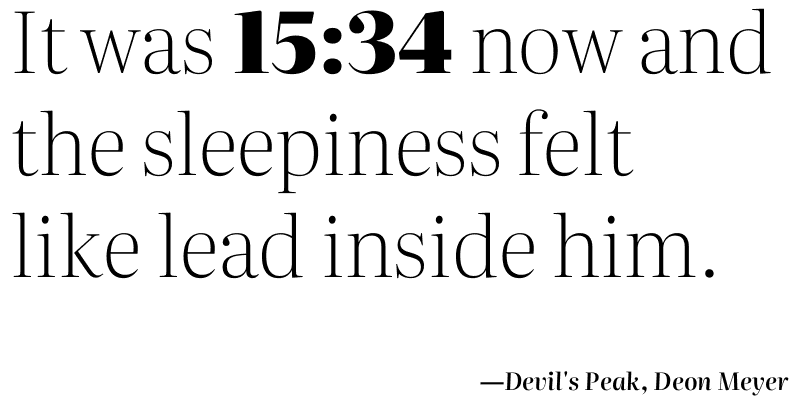 It was 15:34 now and
the sleepiness felt
like lead inside him.
—Devil's Peak, Deon Meyer